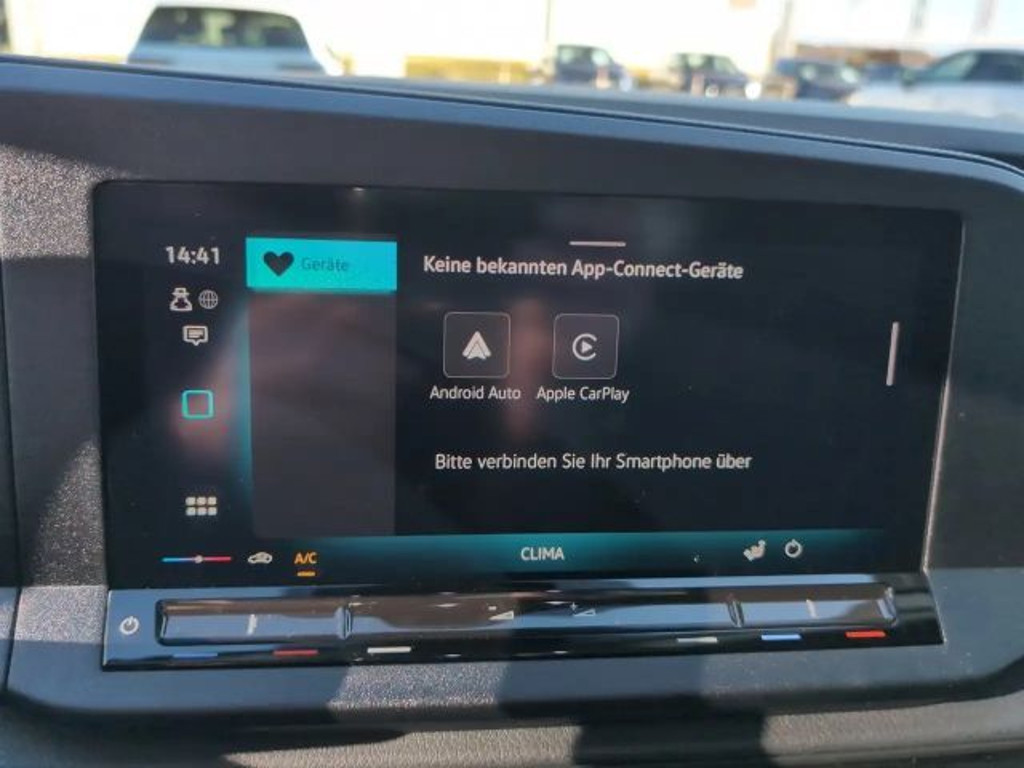 14:41
Geräte
Keine bekannten App-Connect-Geräte
Android Auto
Apple CarPlay
Bitte verbinden Sie Ihr Smartphone über
A/C
CLIMA